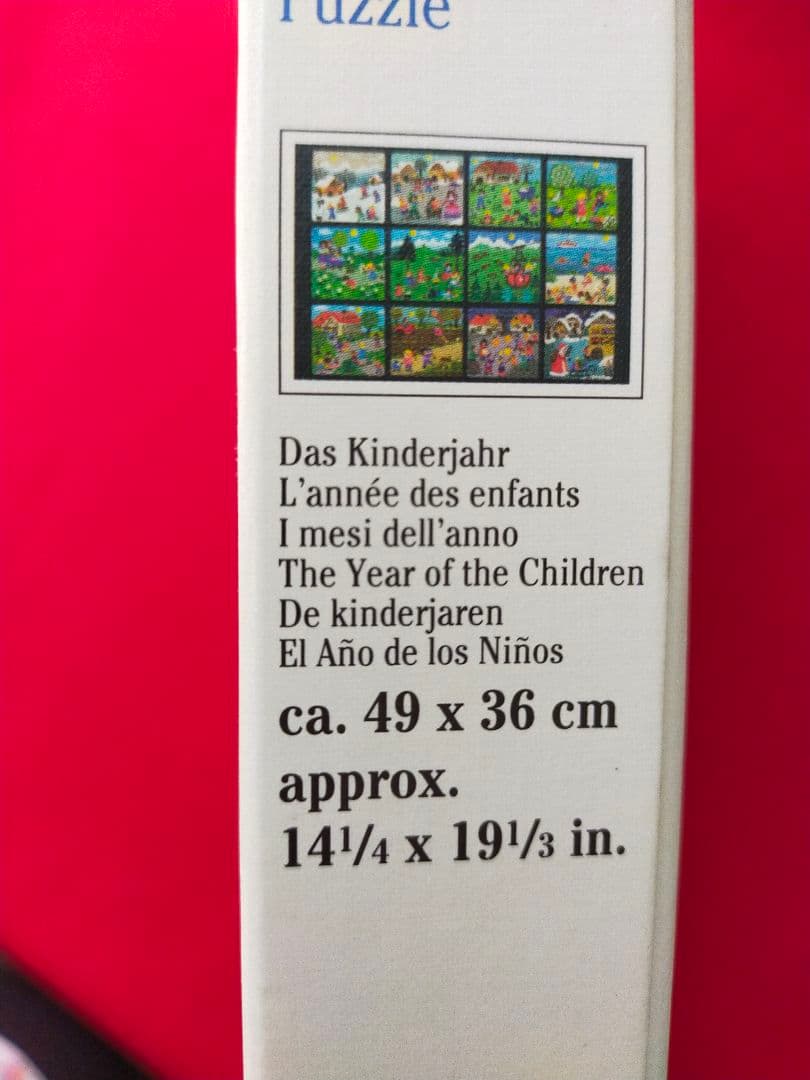 Puzzle
Das Kinderjahr
L'année des enfants
I mesi dell'anno
The Year of the Children
De kinderjaren
El Año de los Niños
ca. 49 x 36 cm
approx.
14¹/₄ x 19¹/₃ in.